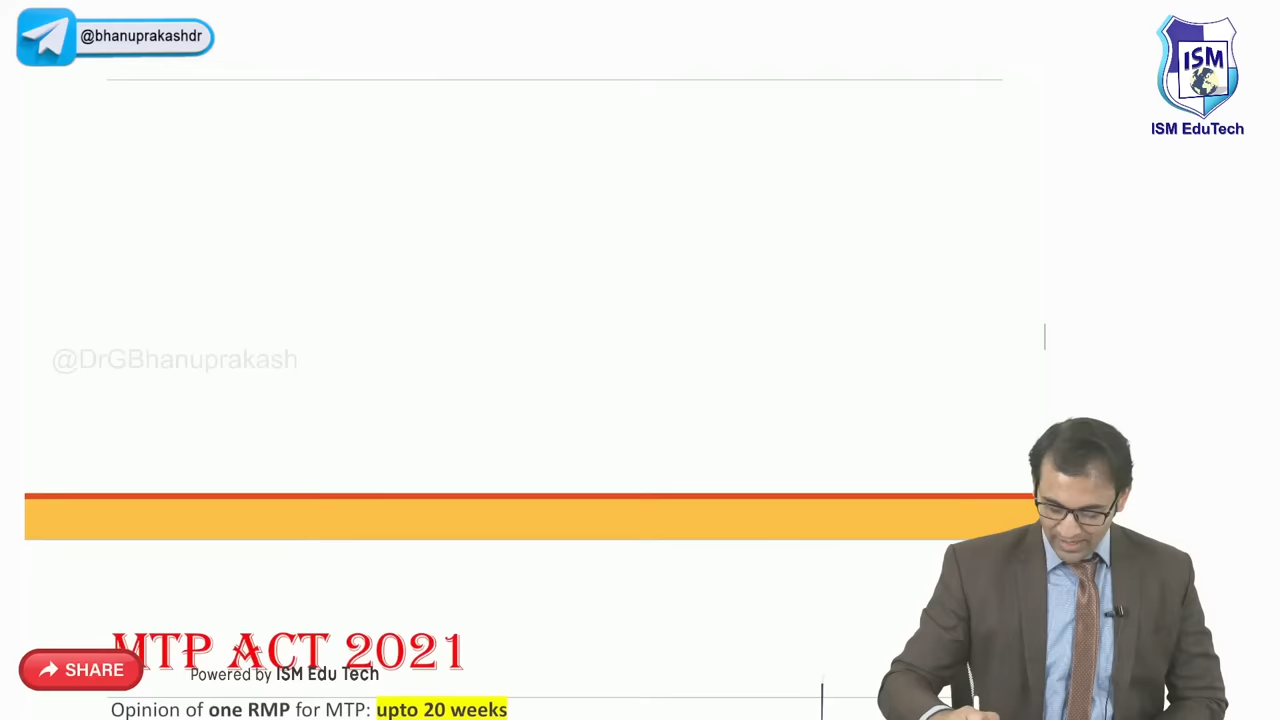 @bhanuprakashdr
ISM
ISM EduTech
@DrGBhanuprakash
MTP ACT 2021
SHARE
Powered by ISM Edu Tech
Opinion of one RMP for MTP: upto 20 weeks